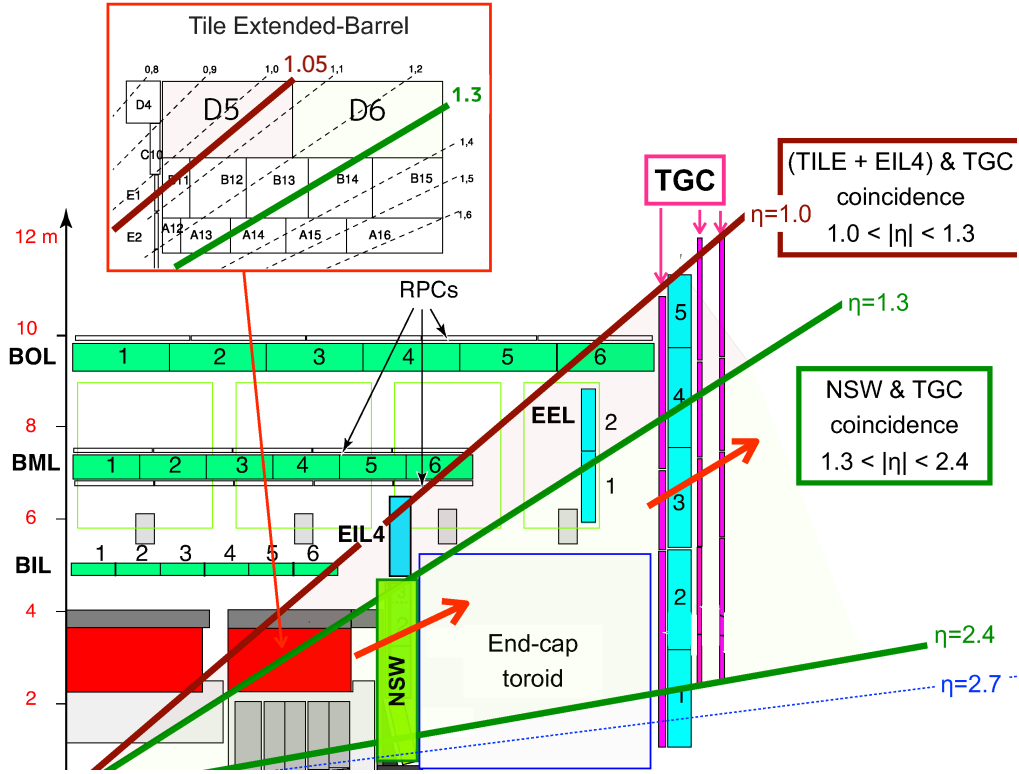 Tile Extended-Barrel
0,8
0,9
1,0
1.05
1,1
1,2
1.3
D4
D5
D6
C10
1,4
E1
B11
B12
B13
B14
B15
1,5
1,6
E2
A12
A13
A14
A15
A16
TGC
(TILE + EIL4) & TGC
coincidence
1.0 < |η| < 1.3
η=1.0
12 m
RPCs
η=1.3
10
BOL
1 2 3 4 5 6
5
4
3
2
1
EEL
2
1
NSW & TGC
coincidence
1.3 < |η| < 2.4
8
BML
1 2 3 4 5 6
6
EIL4
BIL
1 2 3 4 5 6
4
NSW
End-cap
toroid
η=2.4
η=2.7
2